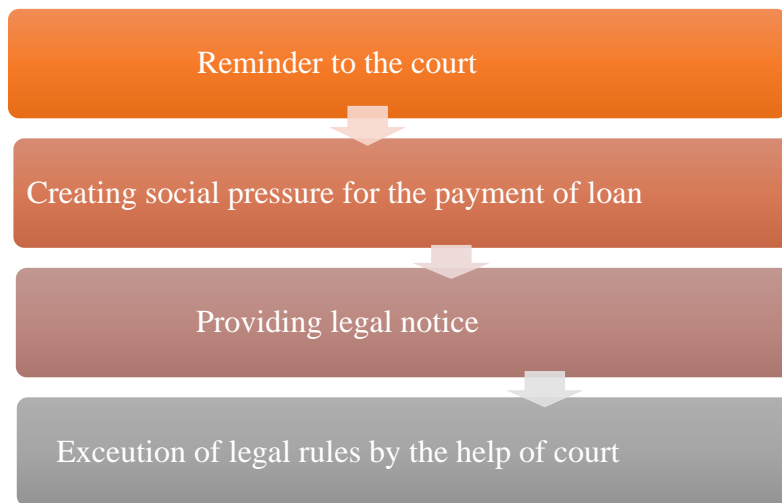 Reminder to the court
Creating social pressure for the payment of loan
Providing legal notice
Exceution of legal rules by the help of court